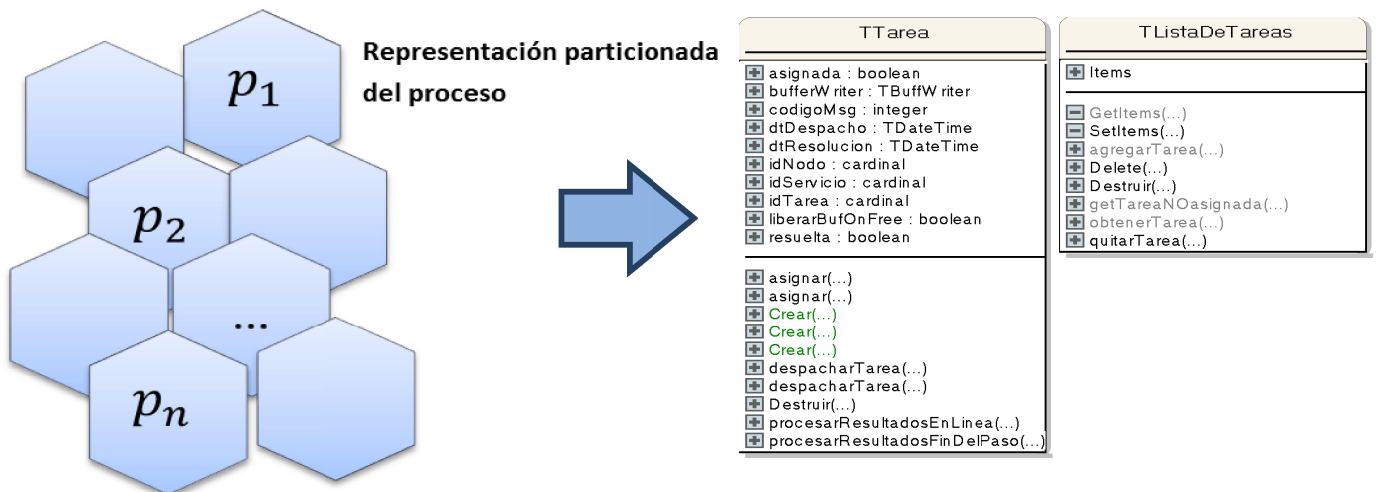 p1
Representación particionada
del proceso
p2
...
pn
TTarea
asignada : boolean
bufferWriter : TBuffWriter
codigoMsg : integer
dtDespacho : TDateTime
dtResolucion : TDateTime
idNodo : cardinal
idServicio : cardinal
idTarea : cardinal
liberarBufOnFree : boolean
resuelta : boolean
asignar(...)
asignar(...)
Crear(...)
Crear(...)
Crear(...)
despacharTarea(...)
despacharTarea(...)
Destruir(...)
procesarResultadosEnLinea(...)
procesarResultadosFinDelPaso(...)
TListaDeTareas
Items
GetItems(...)
SetItems(...)
agregarTarea(...)
Delete(...)
Destruir(...)
getTareaNOasignada(...)
obtenerTarea(...)
quitarTarea(...)